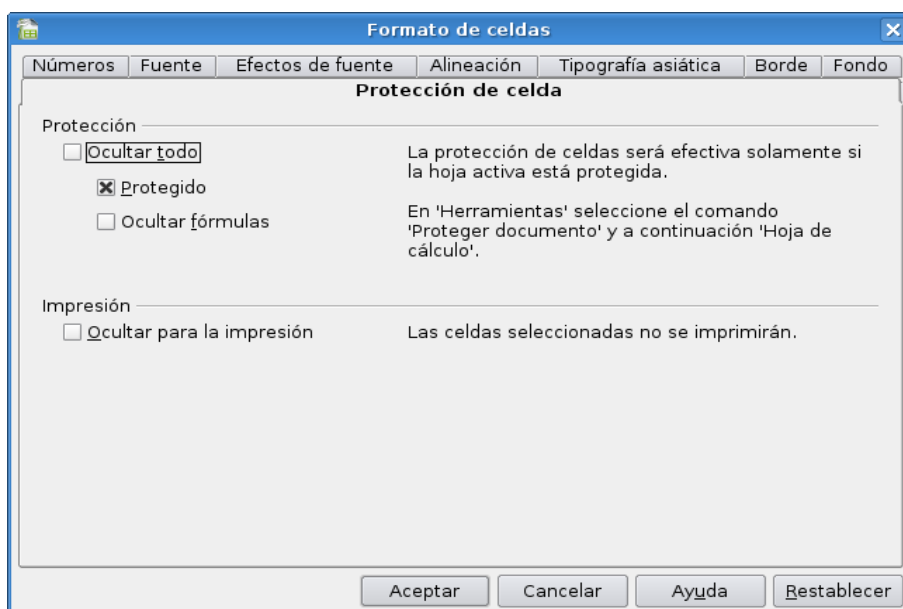 Formato de celdas
Números Fuente Efectos de fuente Alineación Tipografía asiática Borde Fondo
Protección de celda
Protección
Ocultar todo
Protegido
Ocultar fórmulas
La protección de celdas será efectiva solamente si
la hoja activa está protegida.
En 'Herramientas' seleccione el comando
'Proteger documento' y a continuación 'Hoja de
cálculo'.
Impresión
Ocultar para la impresión
Las celdas seleccionadas no se imprimirán.
Aceptar Cancelar Ayuda Restablecer